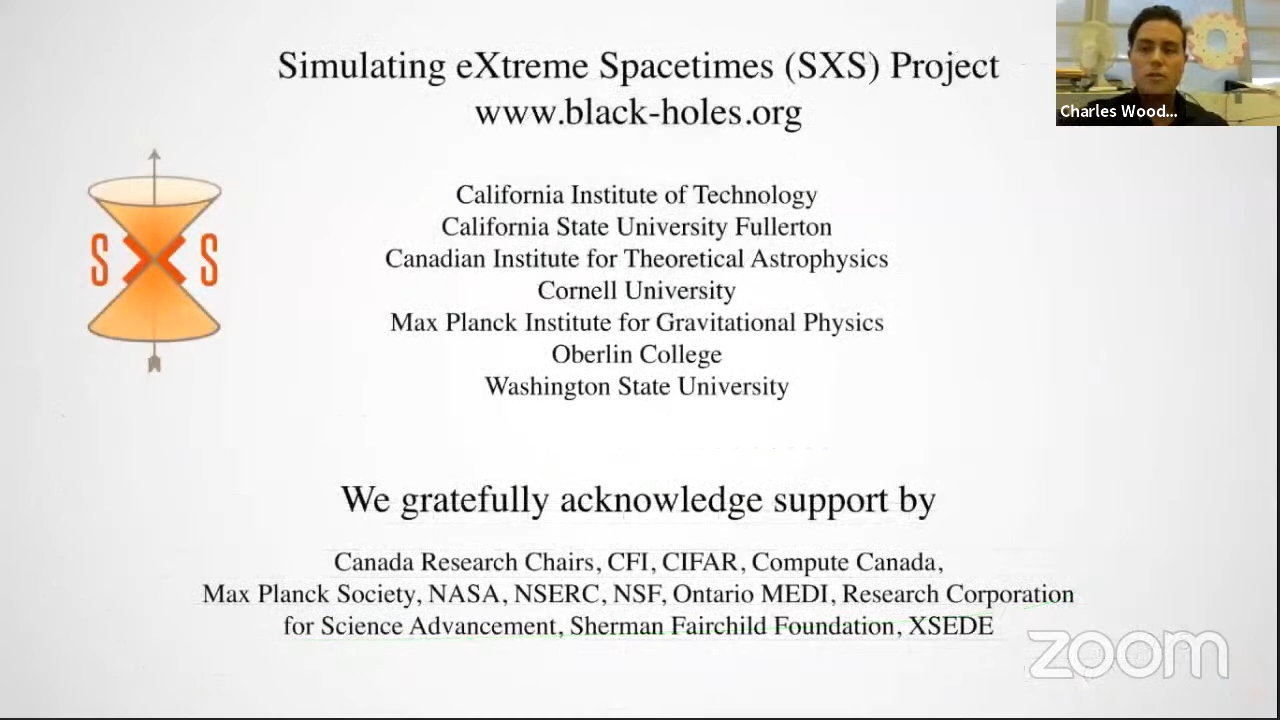 Simulating eXtreme Spacetimes (SXS) Project
www.black-holes.org
Charles Wood...
S X S
California Institute of Technology
California State University Fullerton
Canadian Institute for Theoretical Astrophysics
Cornell University
Max Planck Institute for Gravitational Physics
Oberlin College
Washington State University
We gratefully acknowledge support by
Canada Research Chairs, CFI, CIFAR, Compute Canada,
Max Planck Society, NASA, NSERC, NSF, Ontario MEDI, Research Corporation
for Science Advancement, Sherman Fairchild Foundation, XSEDE
zoom